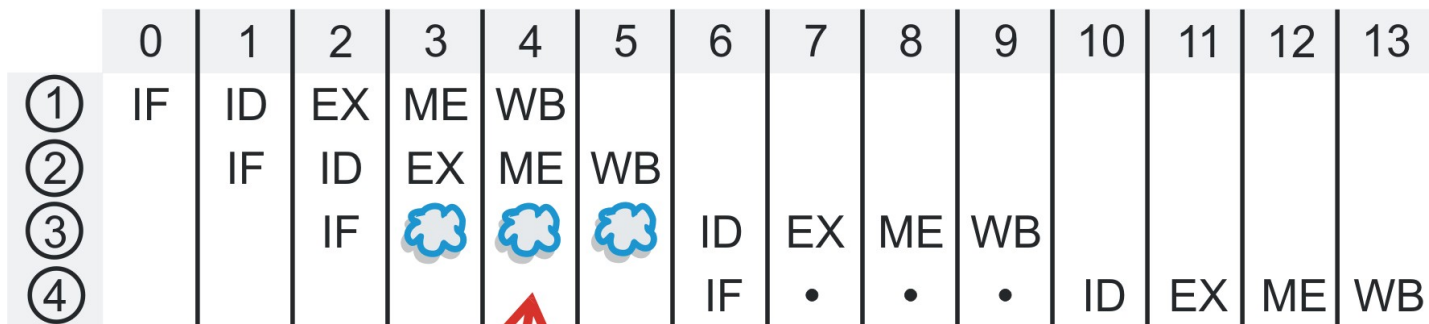 0 1 2 3 4 5 6 7 8 9 10 11 12 13
① IF ID EX ME WB
② IF ID EX ME WB
③ IF ID EX ME WB
④ IF • • • ID EX ME WB